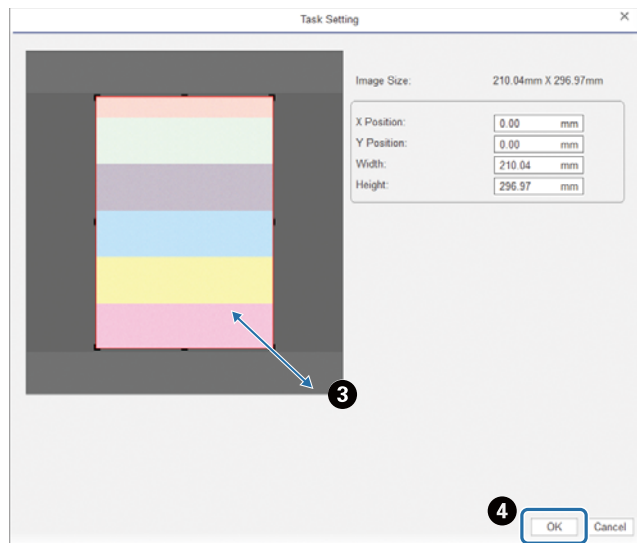 Task Setting ×
Image Size: 210.04mm X 296.97mm
X Position: 0.00 mm
Y Position: 0.00 mm
Width: 210.04 mm
Height: 296.97 mm
3
4
OK Cancel